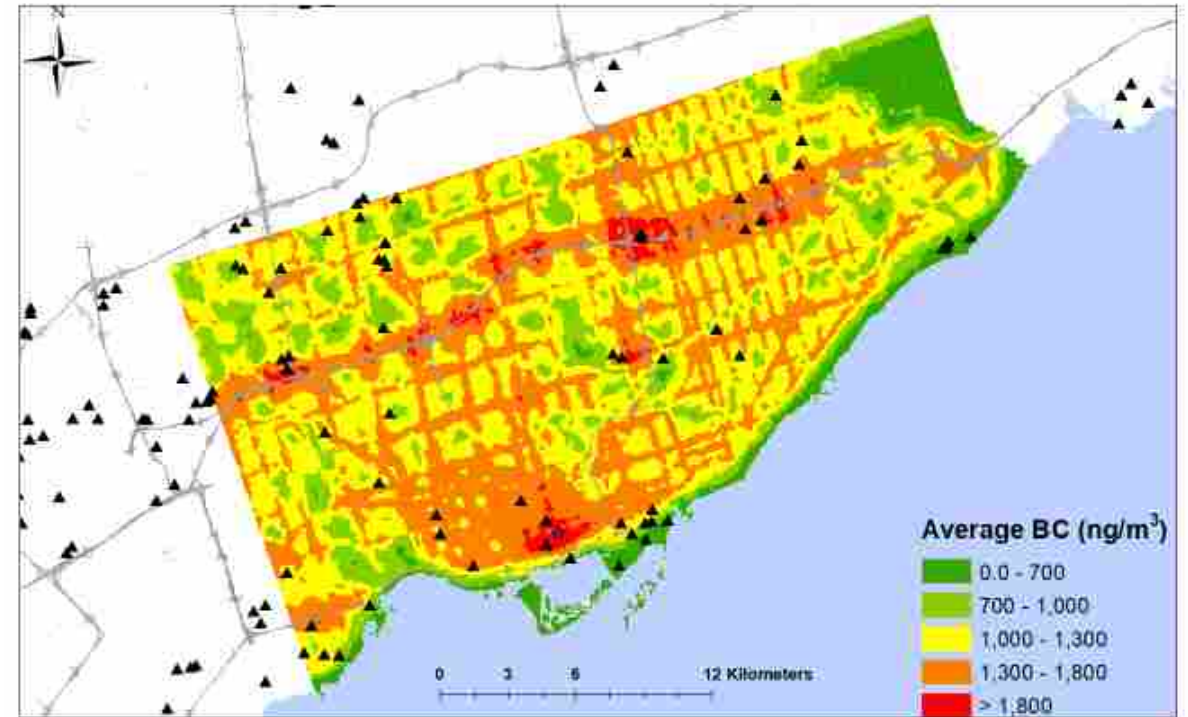 N
Average BC (ng/m³)
0.0 - 700
700 - 1,000
1,000 - 1,300
1,300 - 1,800
> 1,800
0 3 6 12 Kilometers